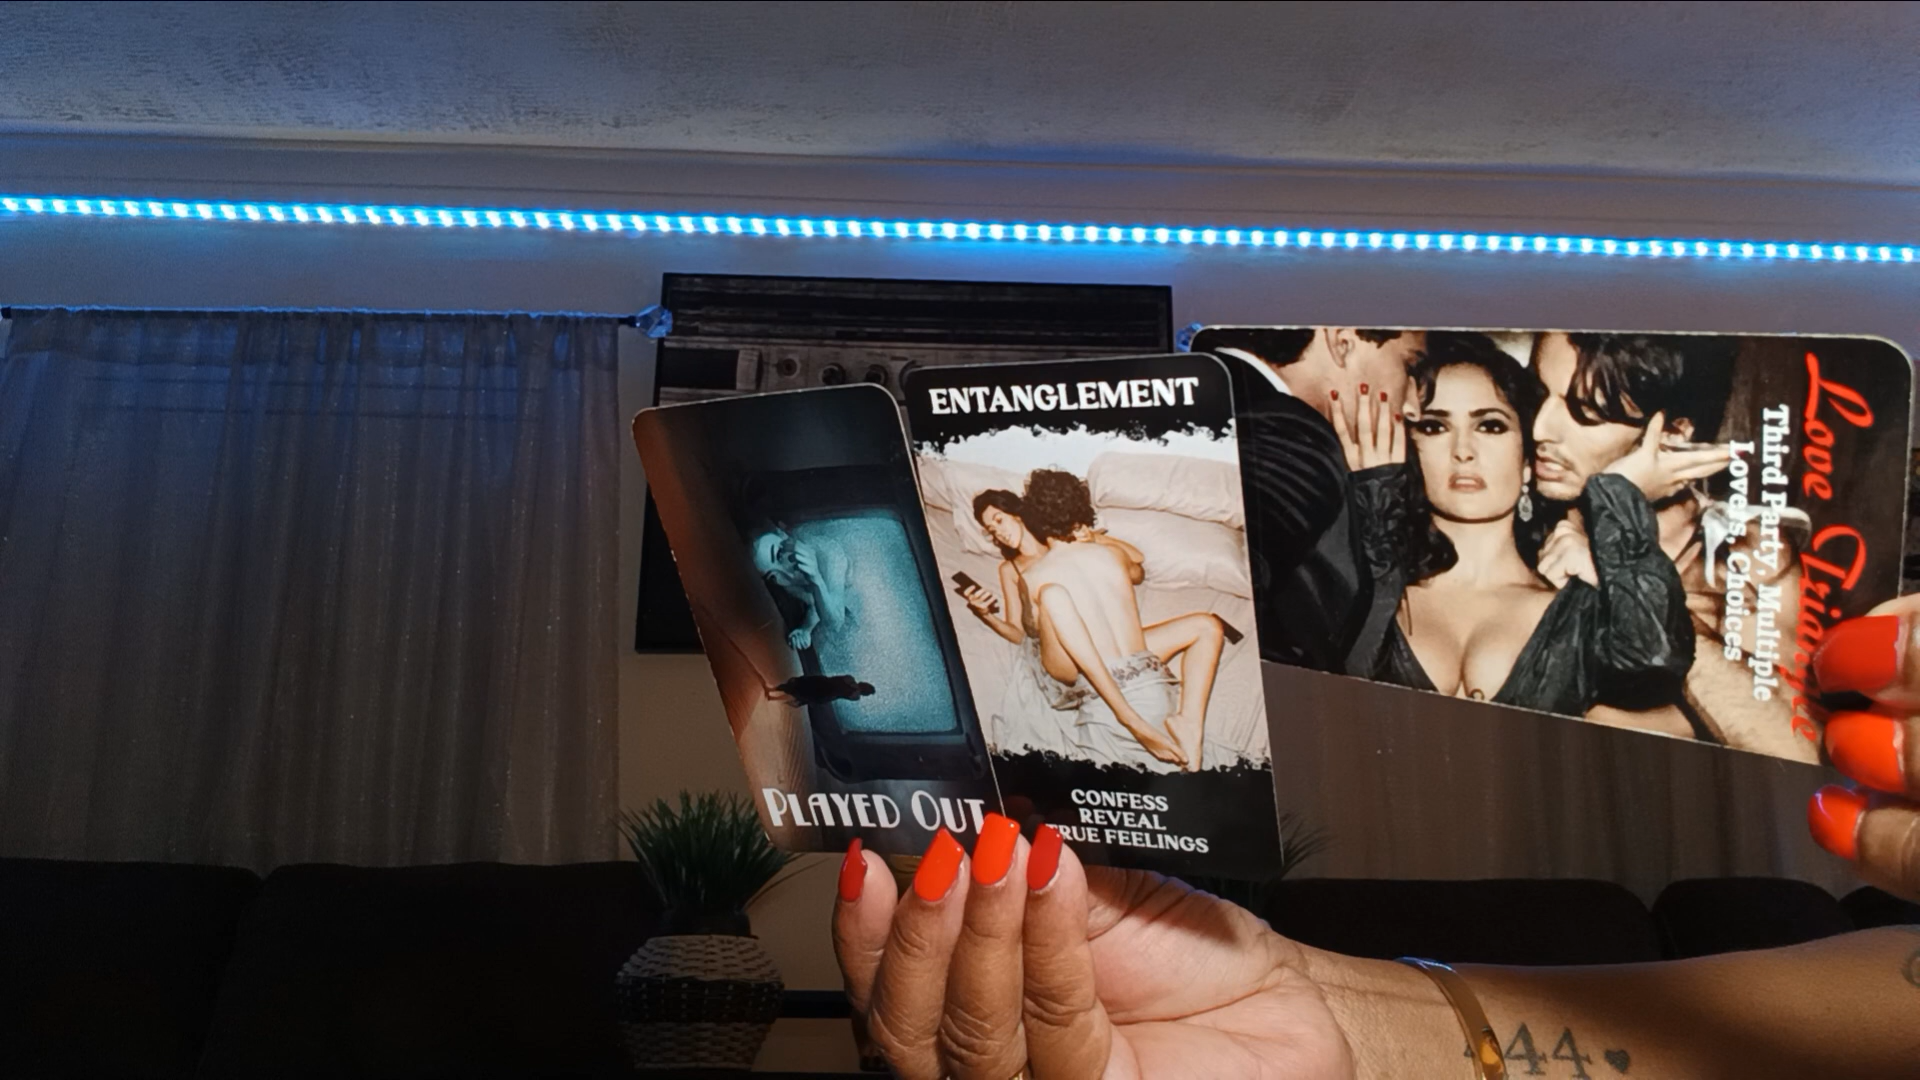 PLAYED OUT
ENTANGLEMENT
CONFESS
REVEAL
TRUE FEELINGS
Love Triangle
Third Party, Multiple
Lovers, Choices
444